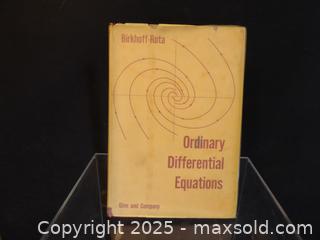 Birkhoff-Rota
Ordinary
Differential
Equations
Ginn and Company
Copyright 2025 - maxsold.com